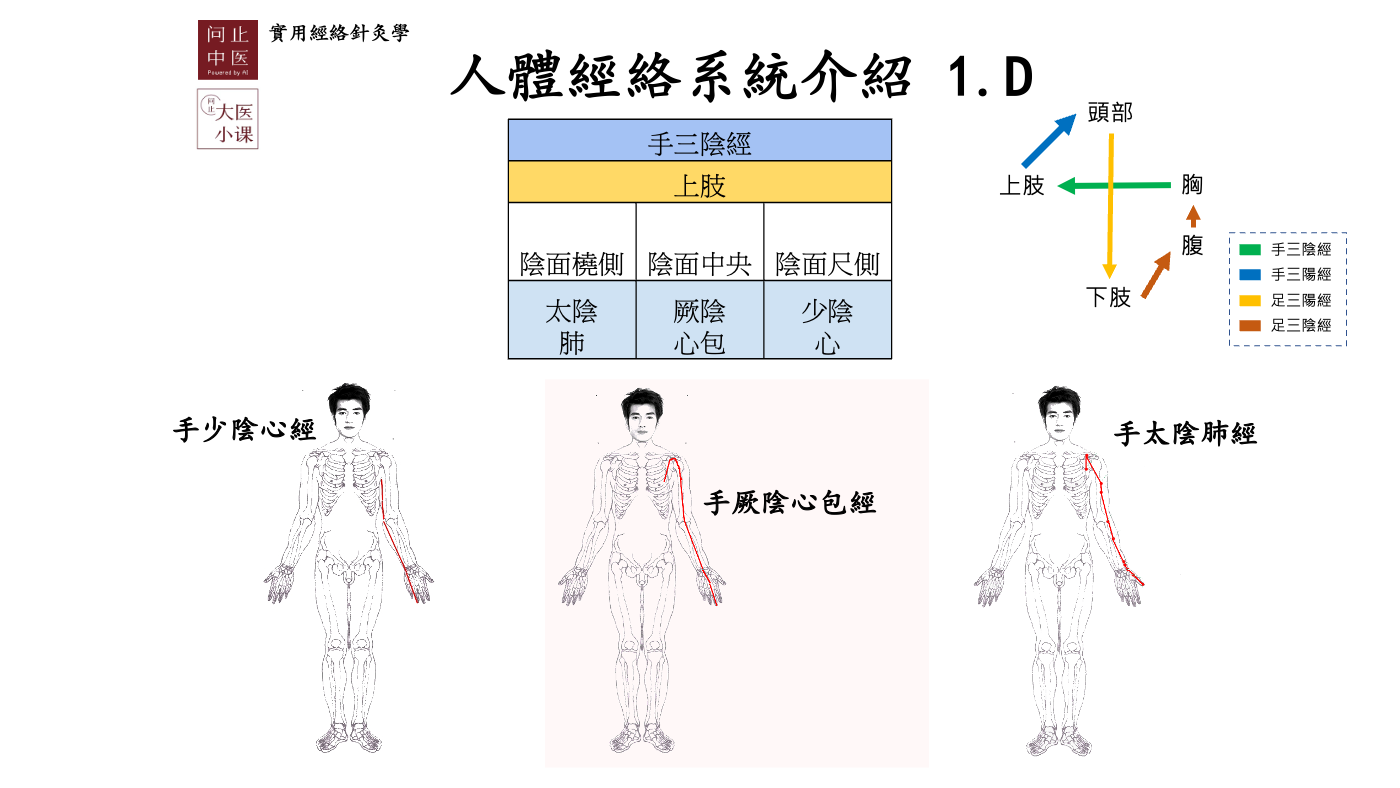 问止
中医
Powered by AI
實用經絡針灸學
问止
大医
小课
人體經絡系統介紹 1.D
手三陰經
上肢
陰面橈側 陰面中央 陰面尺側
太陰 厥陰 少陰
肺 心包 心
頭部
上肢 胸
腹
下肢
手三陰經
手三陽經
足三陽經
足三陰經
手少陰心經
手厥陰心包經
手太陰肺經